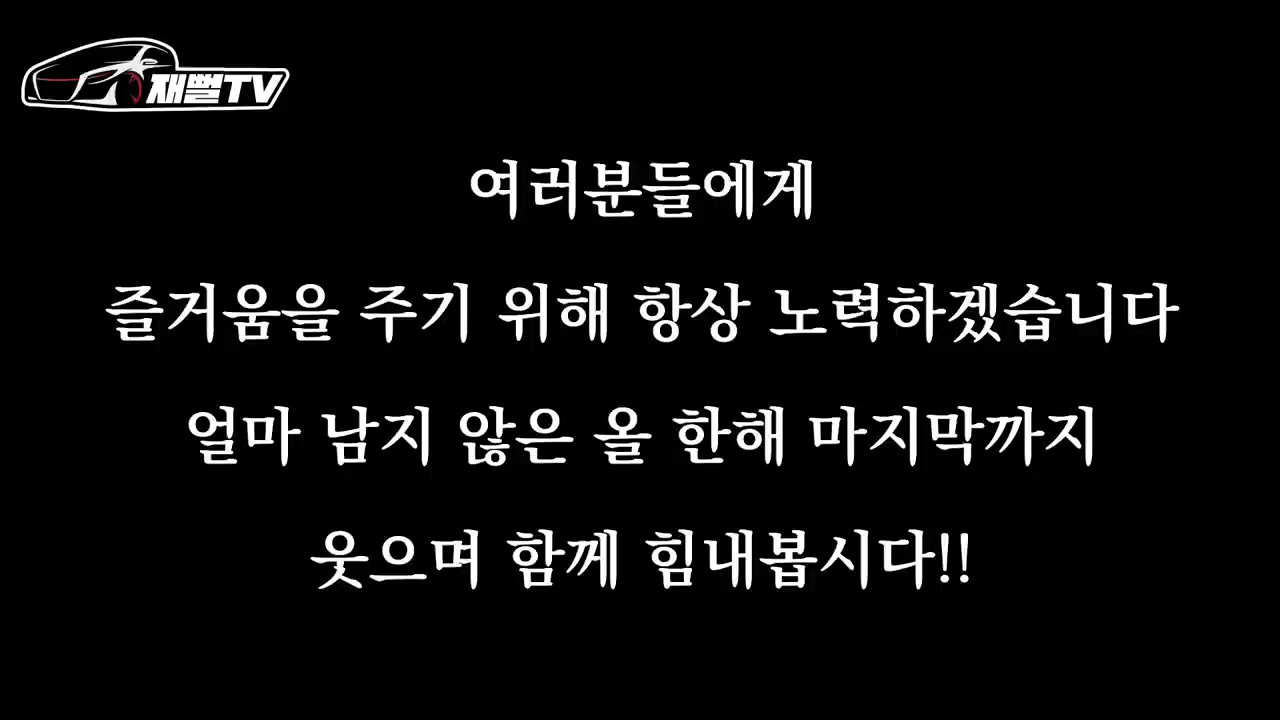 재뻘TV
여러분들에게
즐거움을 주기 위해 항상 노력하겠습니다
얼마 남지 않은 올 한해 마지막까지
웃으며 함께 힘내봅시다!!